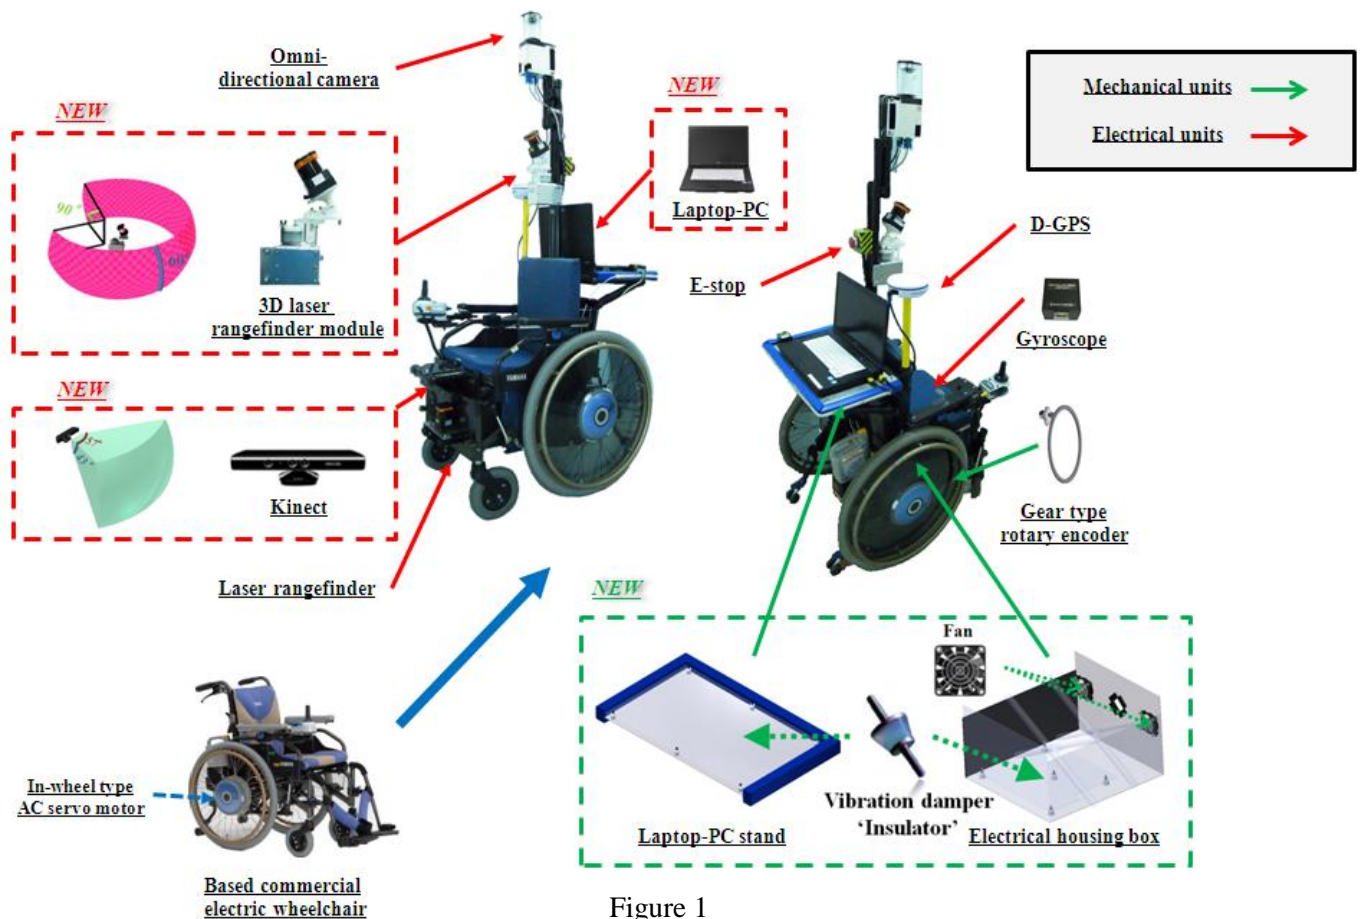 Omni-
directional camera
NEW
NEW
Mechanical units
Electrical units
90°
60°
3D laser
rangefinder module
Laptop-PC
E-stop
D-GPS
Gyroscope
NEW
57°
43°
Kinect
Gear type
rotary encoder
Laser rangefinder
NEW
Fan
In-wheel type
AC servo motor
Vibration damper
‘Insulator’
Laptop-PC stand
Electrical housing box
Based commercial
electric wheelchair
Figure 1